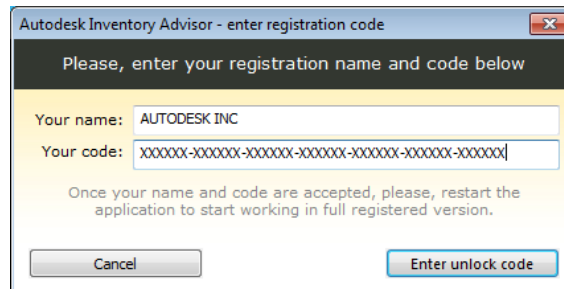 Autodesk Inventory Advisor - enter registration code
Please, enter your registration name and code below
Your name: AUTODESK INC
Your code: XXXXXX-XXXXXX-XXXXXX-XXXXXX-XXXXXX-XXXXXX-XXXXXX
Once your name and code are accepted, please, restart the
application to start working in full registered version.
Cancel Enter unlock code